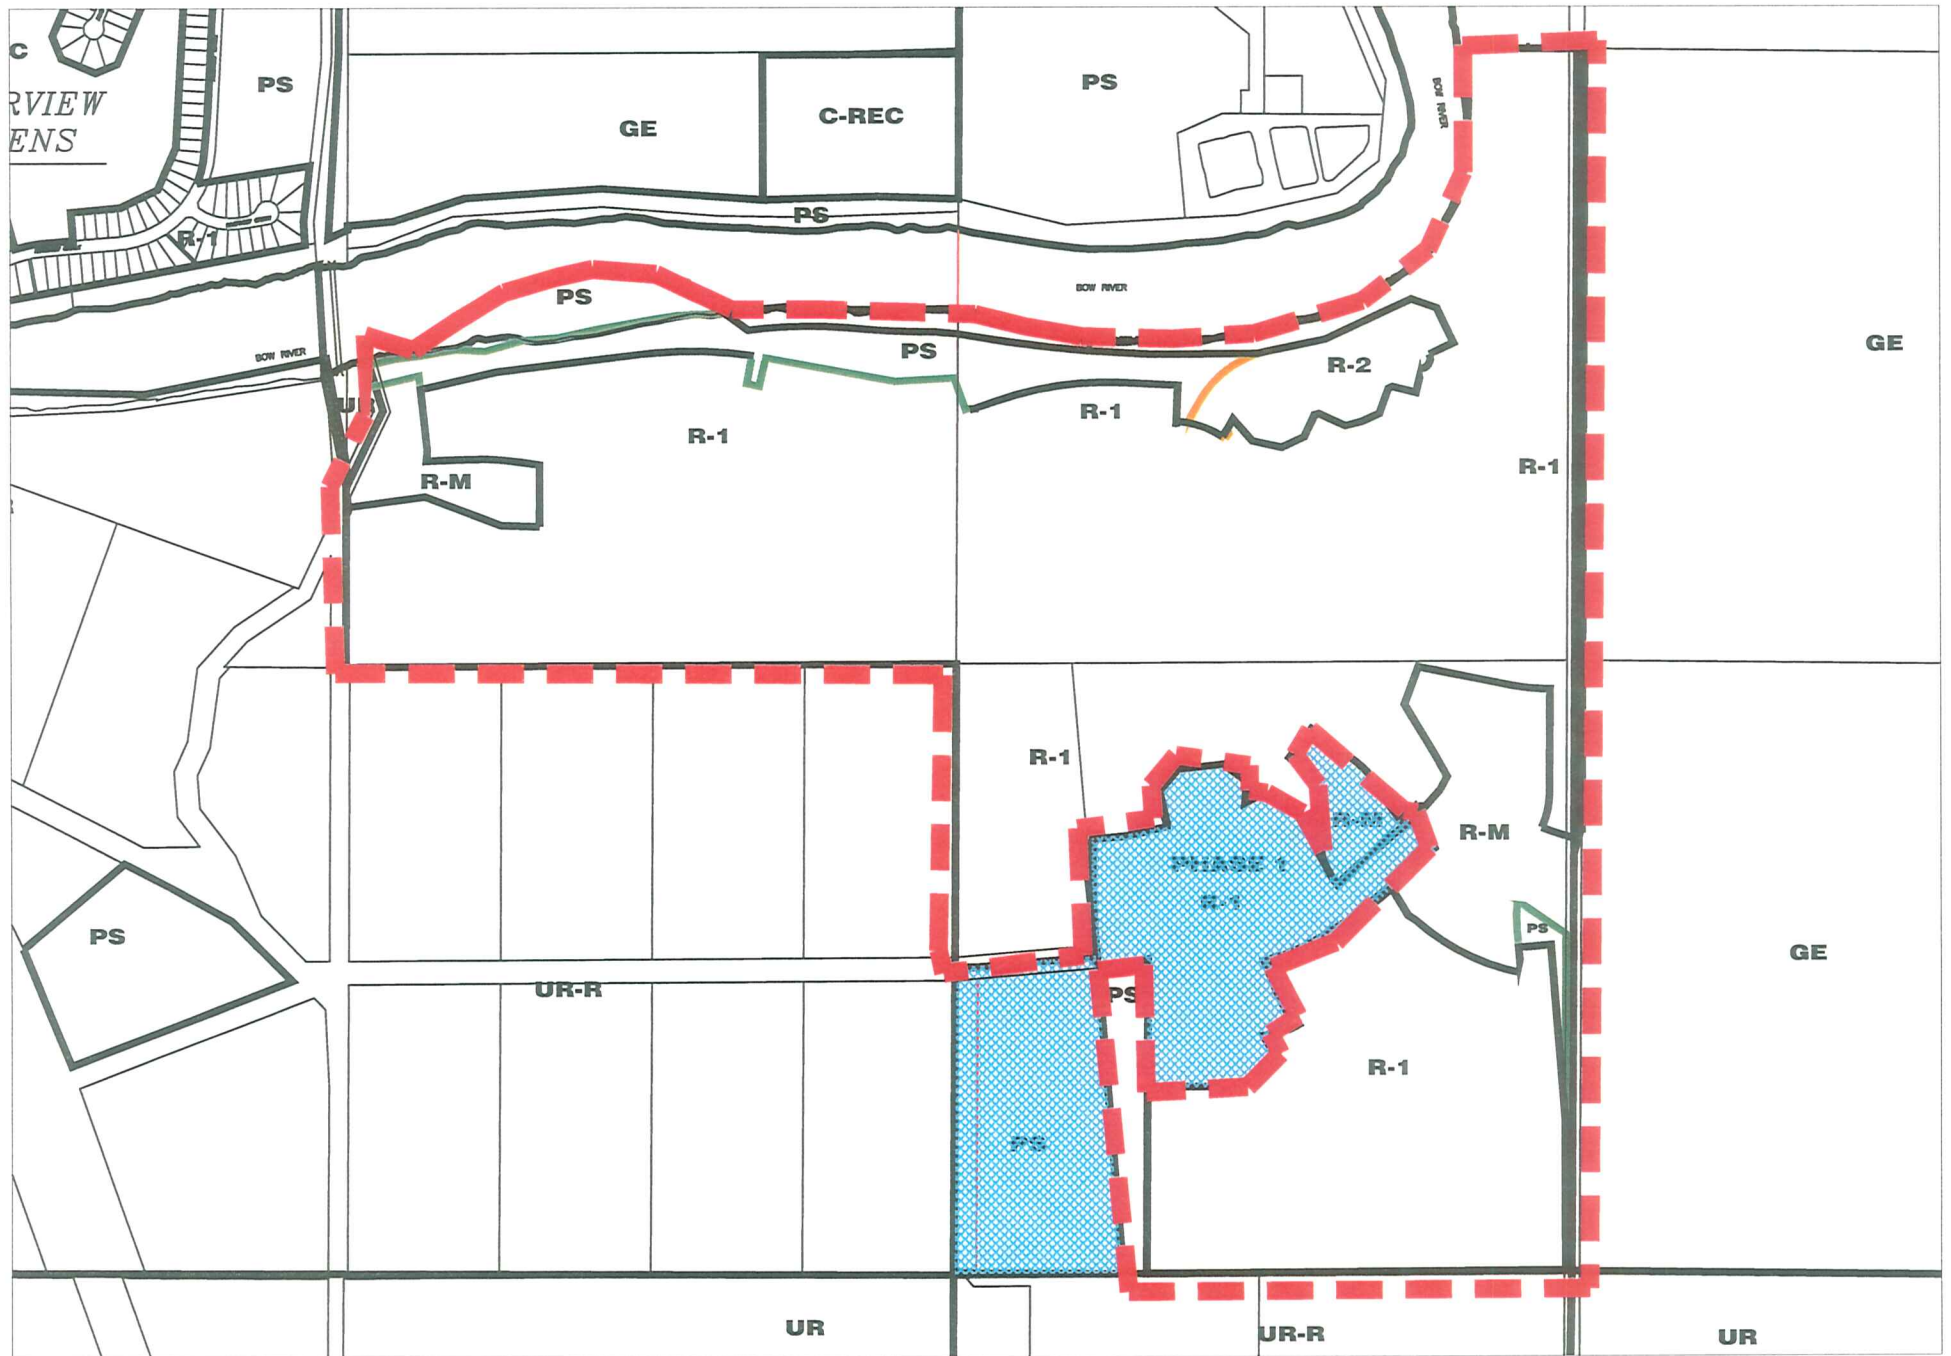 C
PS
PS
RVIEW
ENS
GE
C-REC
BOW RIVER
PS
R-1
BOW RIVER
PS
GE
BOW RIVER
PS
R-2
UR
R-1
R-1
R-1
R-M
R-1
R-M
R-M
PHASE 1
R-1
PS
PS
GE
UR-R
PS
R-1
PS
UR
UR-R
UR